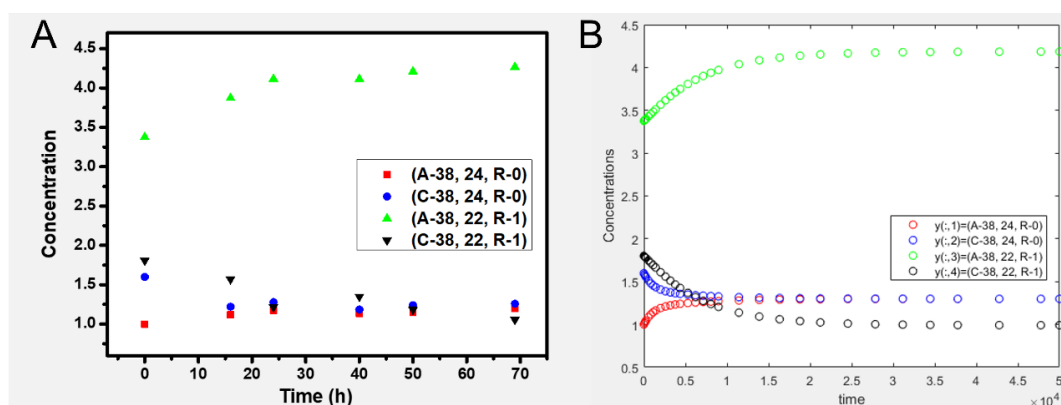 A
4.5
4.0
3.5
3.0
2.5
2.0
1.5
1.0
Concentration
0 10 20 30 40 50 60 70
Time (h)
(A-38, 24, R-0)
(C-38, 24, R-0)
(A-38, 22, R-1)
(C-38, 22, R-1)
B
4.5
4
3.5
3
2.5
2
1.5
1
0.5
Concentrations
0 0.5 1 1.5 2 2.5 3 3.5 4 4.5 5
time
×10⁴
y(:,1)=(A-38, 24, R-0)
y(:,2)=(C-38, 24, R-0)
y(:,3)=(A-38, 22, R-1)
y(:,4)=(C-38, 22, R-1)